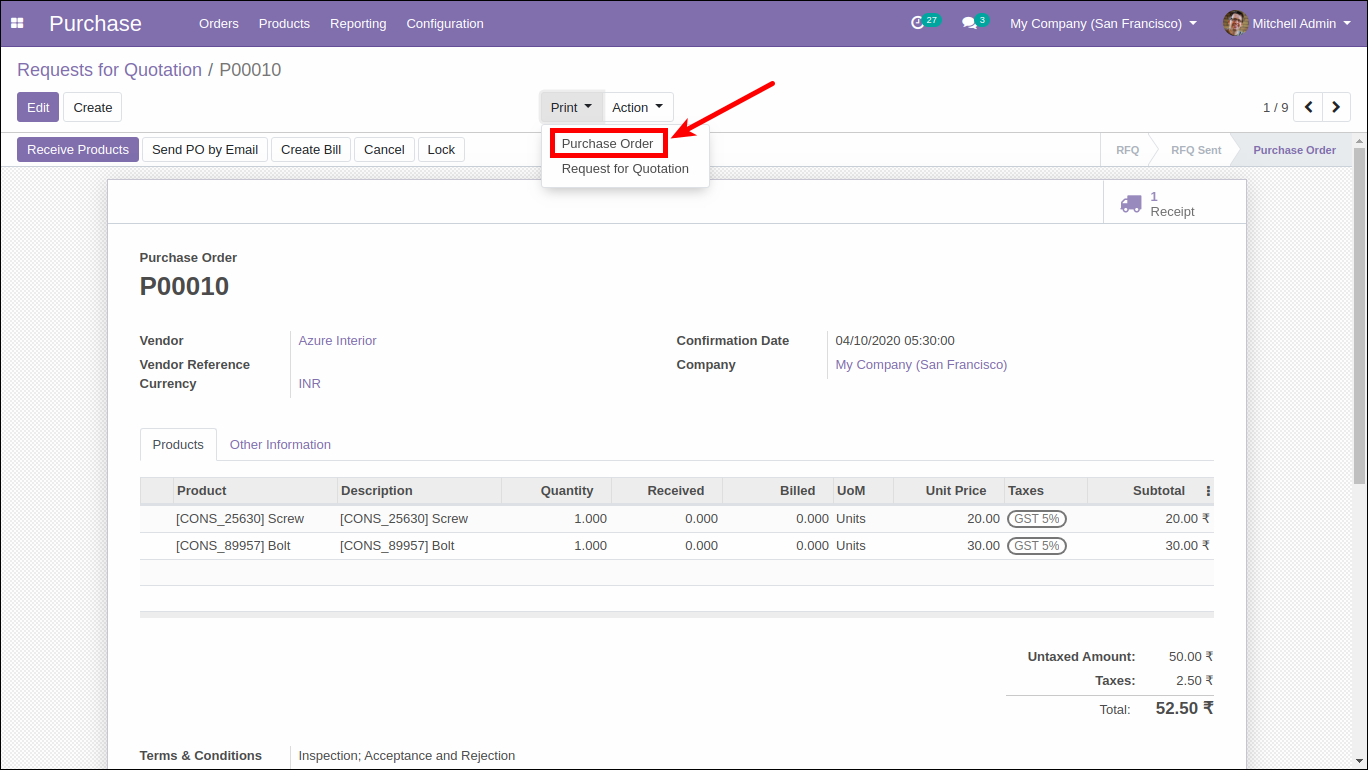 Purchase Orders Products Reporting Configuration 27 3 My Company (San Francisco) Mitchell Admin
Requests for Quotation / P00010
Edit Create Print Action 1 / 9
Receive Products Send PO by Email Create Bill Cancel Lock RFQ RFQ Sent Purchase Order
Purchase Order
Request for Quotation
1
Receipt
Purchase Order
P00010
Vendor Azure Interior Confirmation Date 04/10/2020 05:30:00
Vendor Reference Company My Company (San Francisco)
Currency INR
Products Other Information
Product Description Quantity Received Billed UoM Unit Price Taxes Subtotal
[CONS_25630] Screw [CONS_25630] Screw 1.000 0.000 0.000 Units 20.00 GST 5% 20.00 ₹
[CONS_89957] Bolt [CONS_89957] Bolt 1.000 0.000 0.000 Units 30.00 GST 5% 30.00 ₹
Untaxed Amount: 50.00 ₹
Taxes: 2.50 ₹
Total: 52.50 ₹
Terms & Conditions Inspection; Acceptance and Rejection